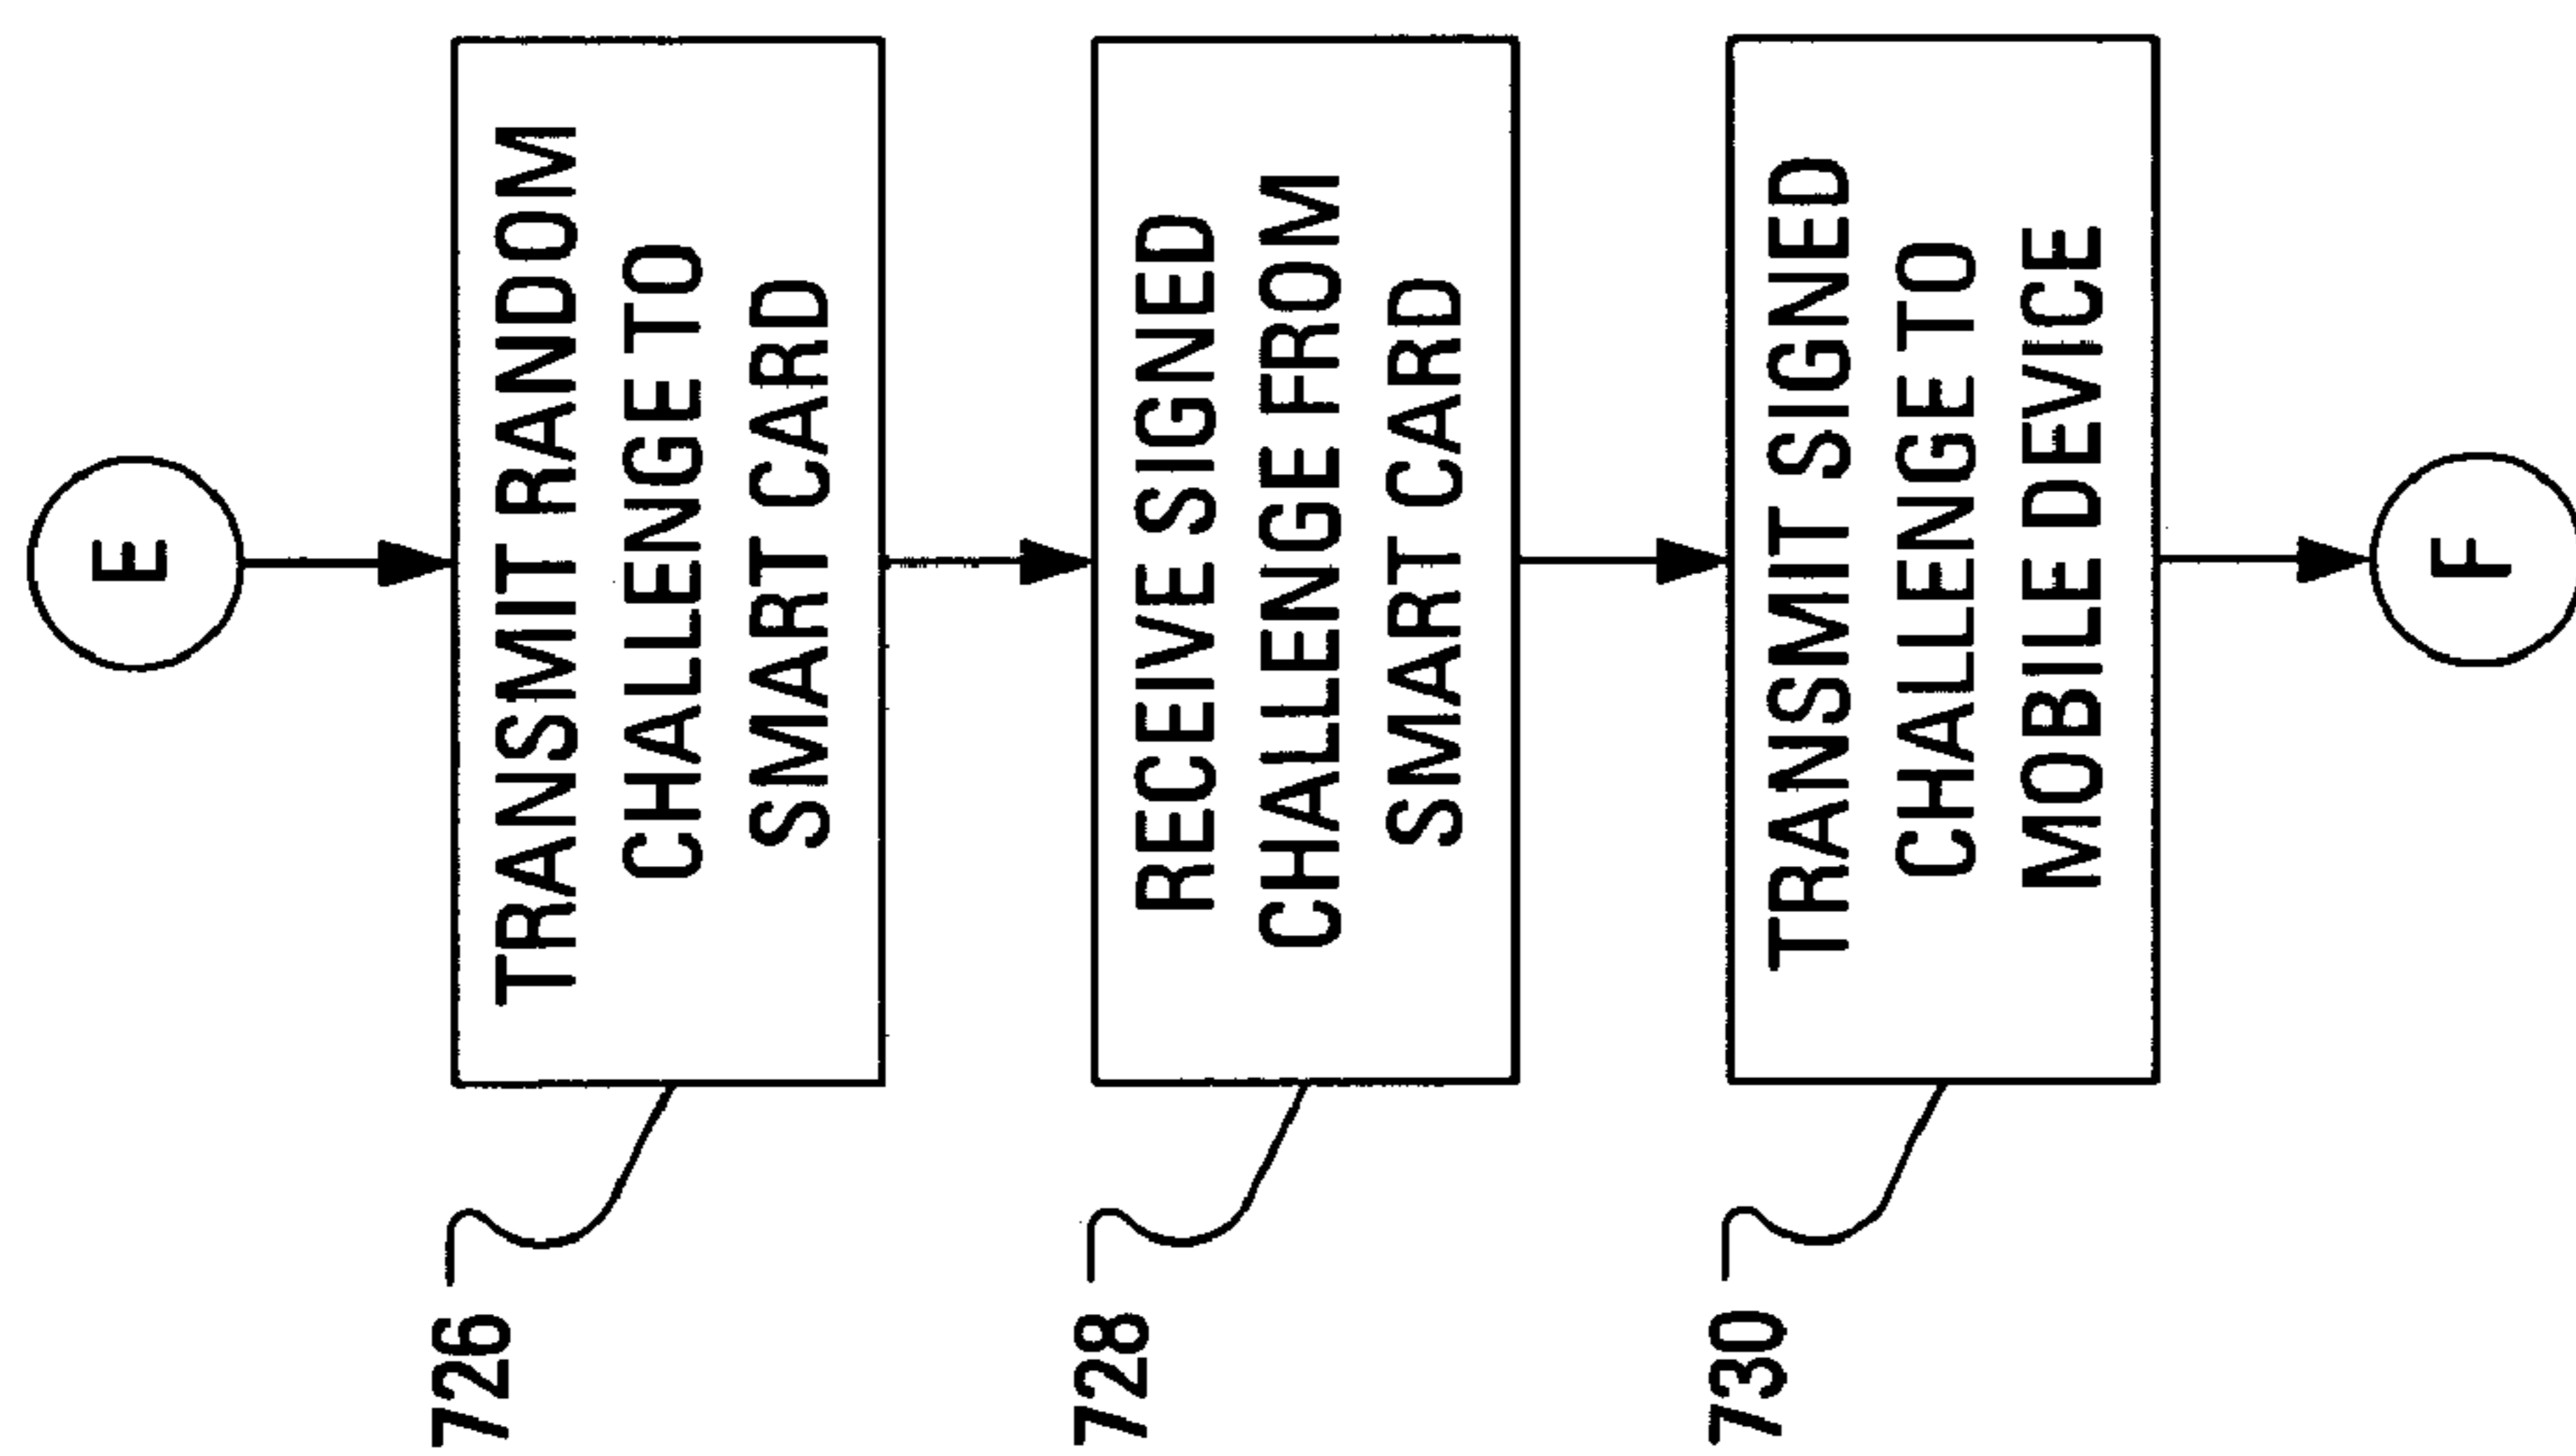 E
726
TRANSMIT RANDOM
CHALLENGE TO
SMART CARD
728
RECEIVE SIGNED
CHALLENGE FROM
SMART CARD
730
TRANSMIT SIGNED
CHALLENGE TO
MOBILE DEVICE
F